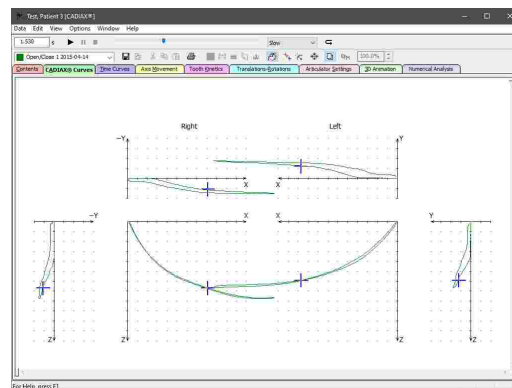 Test, Patient 3 [CADIAX®]
Data Edit View Options Window Help
1.530 s Slow
Open/Close 1 2015-04-14 100.0%
Contents CADIAX® Curves Time Curves Axis Movement Tooth Kinetics Translations-Rotations Articulator Settings 3D Animation Numerical Analysis
Right Left
-Y Y
X X
-Y X X Y
Z Z Z Z
For Help, press F1